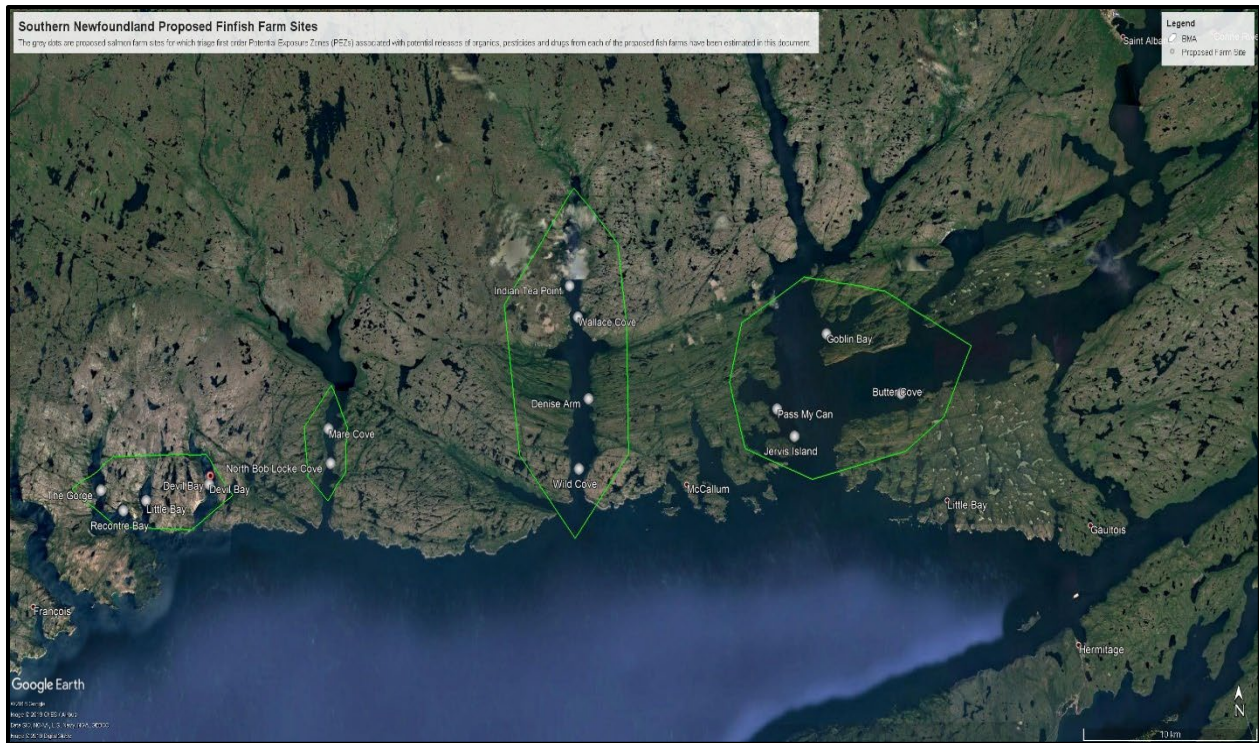 Southern Newfoundland Proposed Finfish Farm Sites
The grey dots are proposed salmon farm sites for which triage first order Potential Exposure Zones (PEZs) associated with potential releases of organics, pesticides and drugs from each of the proposed fish farms have been estimated in this document.
Legend
BMA
Proposed Farm Site
Saint Alba
Indian Tea Point
Wallace Cove
Goblin Bay
Butter Cove
Denise Arm
Pass My Can
Mare Cove
Jervis Island
North Bob Locke Cove
Devil Bay
Devil Bay
Wild Cove
McCallum
The Gorge
Little Bay
Little Bay
Recontre Bay
Gaultois
François
Hermitage
Google Earth
N
10 km